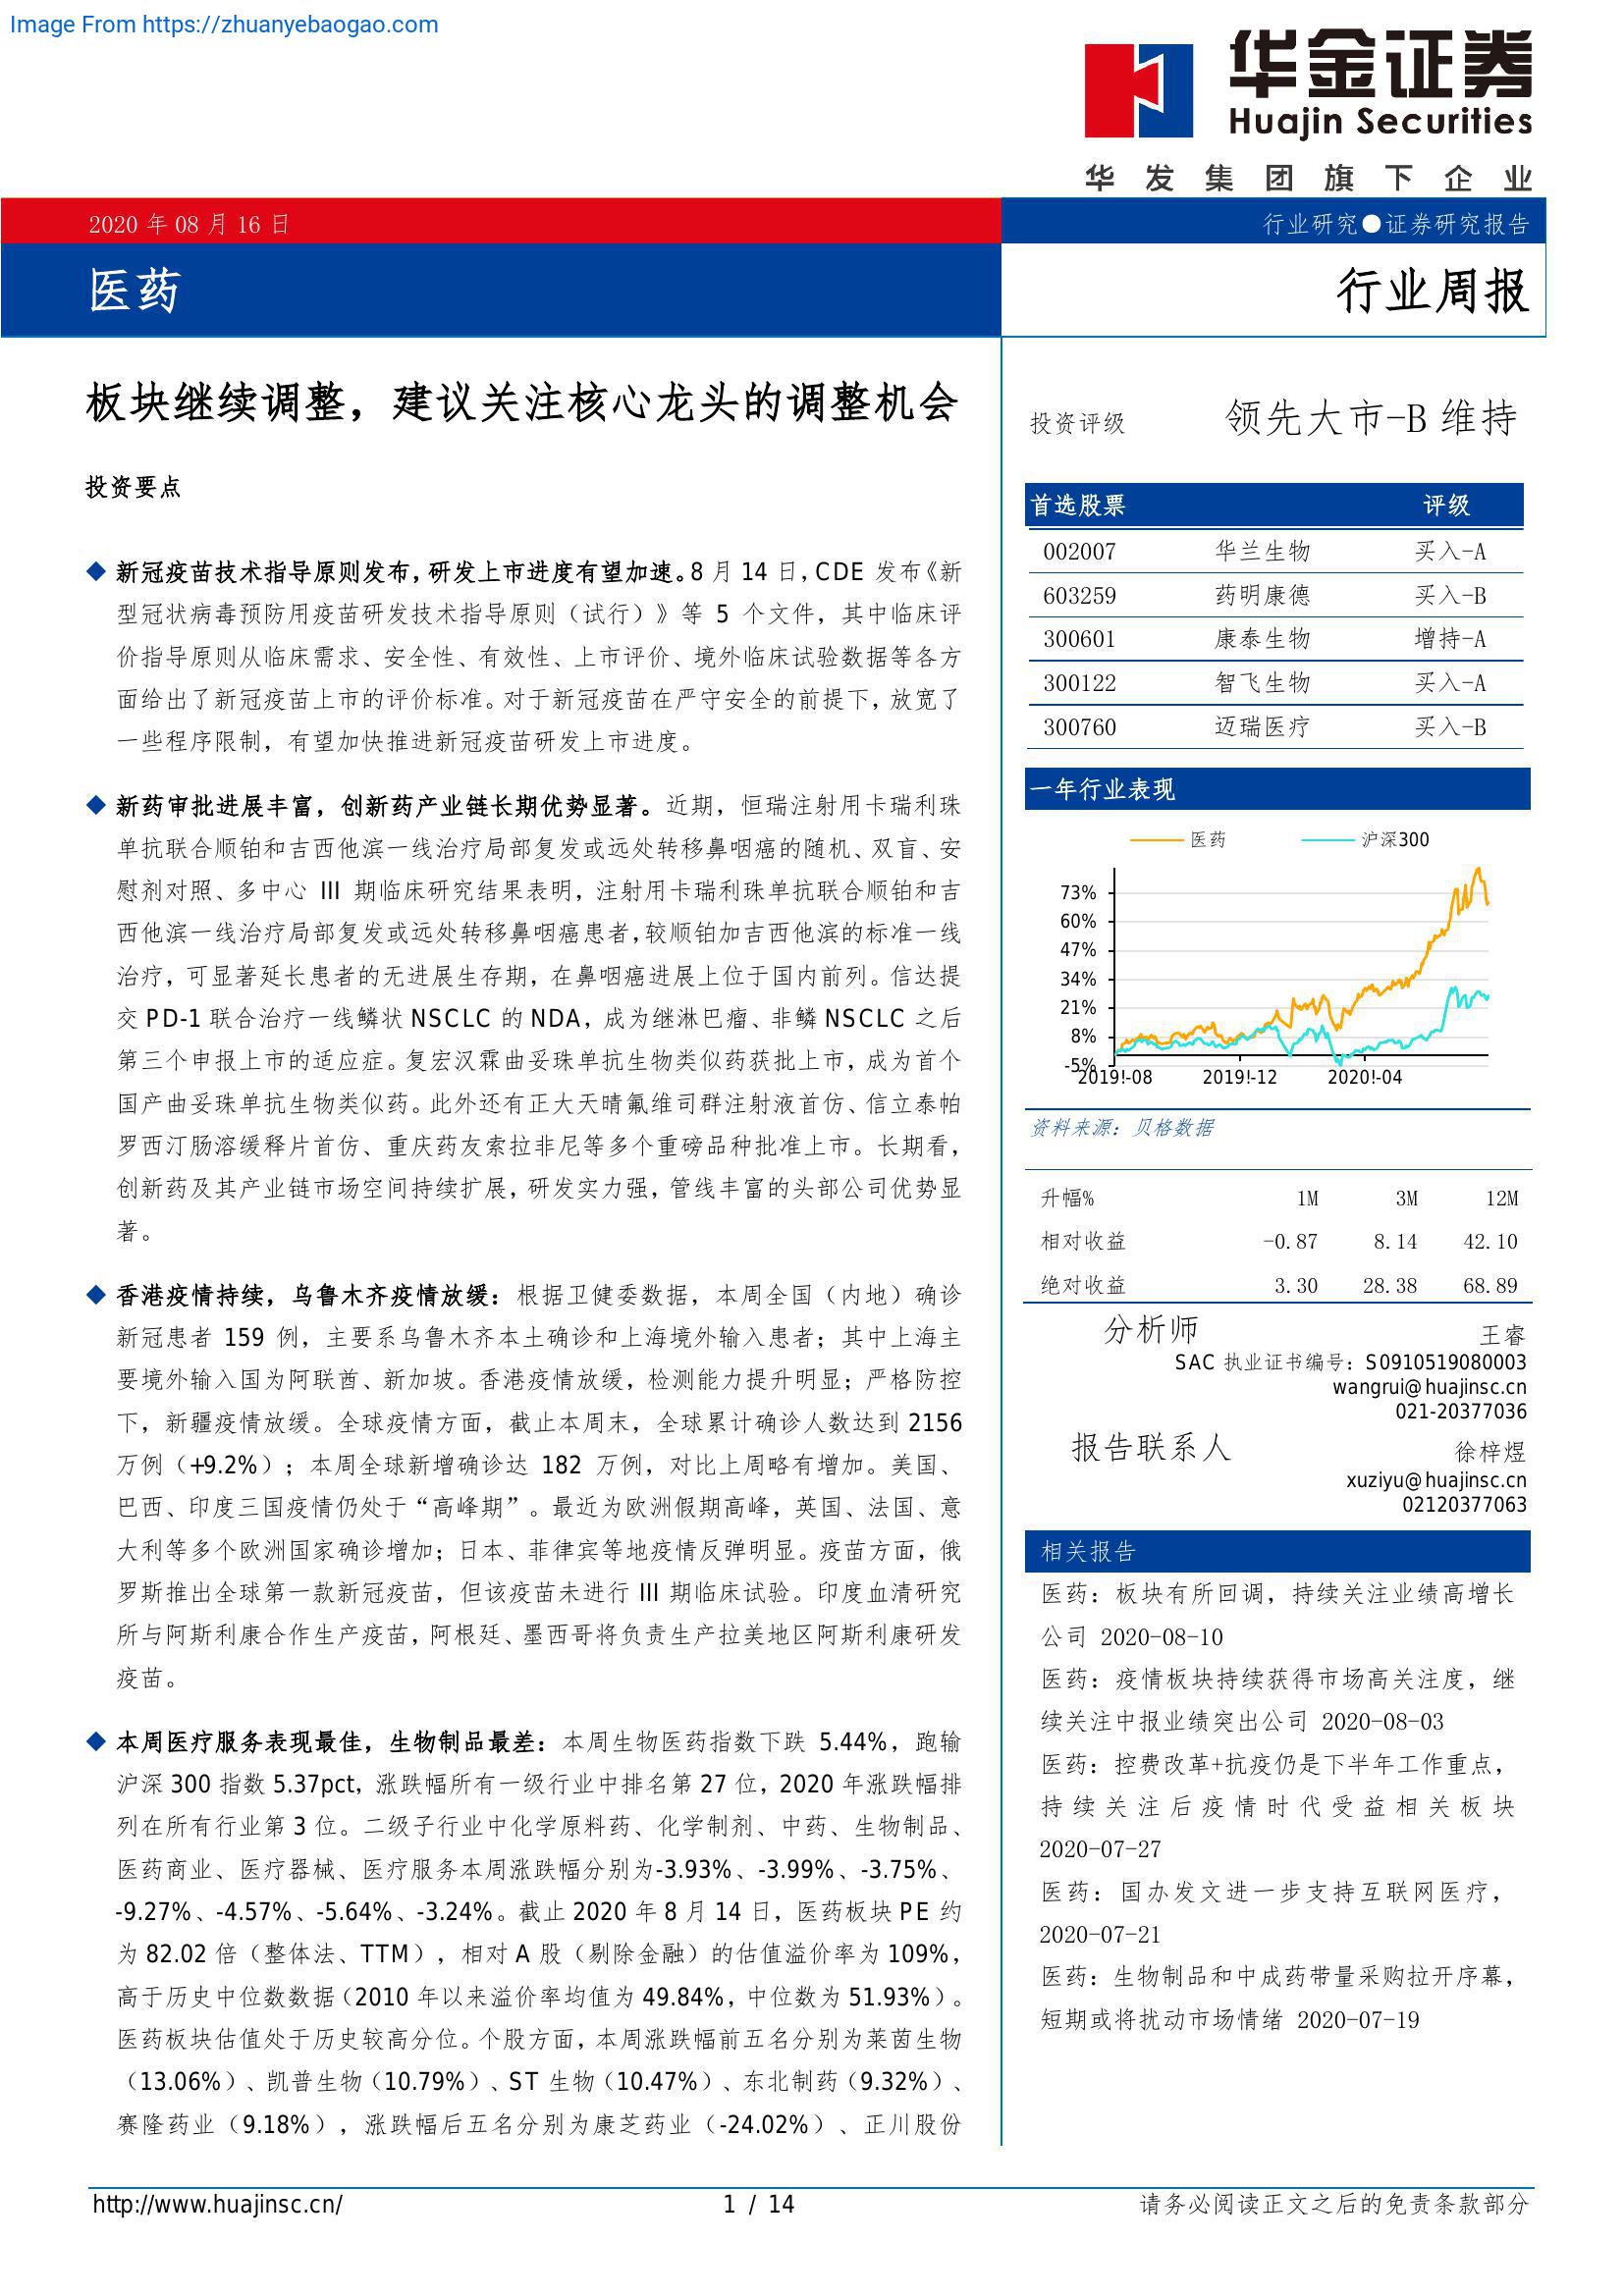 Image From https://zhuanyebaogao.com
华金证券
Huajin Securities
华发集团旗下企业
2020 年 08 月 16 日
行业研究●证券研究报告
医药
行业周报
板块继续调整，建议关注核心龙头的调整机会
投资要点
◆ 新冠疫苗技术指导原则发布，研发上市进度有望加速。8 月 14 日，CDE 发布《新
型冠状病毒预防用疫苗研发技术指导原则（试行）》等 5 个文件，其中临床评
价指导原则从临床需求、安全性、有效性、上市评价、境外临床试验数据等各方
面给出了新冠疫苗上市的评价标准。对于新冠疫苗在严守安全的前提下，放宽了
一些程序限制，有望加快推进新冠疫苗研发上市进度。
◆ 新药审批进展丰富，创新药产业链长期优势显著。近期，恒瑞注射用卡瑞利珠
单抗联合顺铂和吉西他滨一线治疗局部复发或远处转移鼻咽癌的随机、双盲、安
慰剂对照、多中心 III 期临床研究结果表明，注射用卡瑞利珠单抗联合顺铂和吉
西他滨一线治疗局部复发或远处转移鼻咽癌患者，较顺铂加吉西他滨的标准一线
治疗，可显著延长患者的无进展生存期，在鼻咽癌进展上位于国内前列。信达提
交 PD-1 联合治疗一线鳞状 NSCLC 的 NDA，成为继淋巴瘤、非鳞 NSCLC 之后
第三个申报上市的适应症。复宏汉霖曲妥珠单抗生物类似药获批上市，成为首个
国产曲妥珠单抗生物类似药。此外还有正大天晴氟维司群注射液首仿、信立泰帕
罗西汀肠溶缓释片首仿、重庆药友索拉非尼等多个重磅品种批准上市。长期看，
创新药及其产业链市场空间持续扩展，研发实力强，管线丰富的头部公司优势显
著。
◆ 香港疫情持续，乌鲁木齐疫情放缓：根据卫健委数据，本周全国（内地）确诊
新冠患者 159 例，主要系乌鲁木齐本土确诊和上海境外输入患者；其中上海主
要境外输入国为阿联酋、新加坡。香港疫情放缓，检测能力提升明显；严格防控
下，新疆疫情放缓。全球疫情方面，截止本周末，全球累计确诊人数达到 2156
万例（+9.2%）；本周全球新增确诊达 182 万例，对比上周略有增加。美国、
巴西、印度三国疫情仍处于“高峰期”。最近为欧洲假期高峰，英国、法国、意
大利等多个欧洲国家确诊增加；日本、菲律宾等地疫情反弹明显。疫苗方面，俄
罗斯推出全球第一款新冠疫苗，但该疫苗未进行 III 期临床试验。印度血清研究
所与阿斯利康合作生产疫苗，阿根廷、墨西哥将负责生产拉美地区阿斯利康研发
疫苗。
◆ 本周医疗服务表现最佳，生物制品最差：本周生物医药指数下跌 5.44%，跑输
沪深 300 指数 5.37pct，涨跌幅所有一级行业中排名第 27 位，2020 年涨跌幅排
列在所有行业第 3 位。二级子行业中化学原料药、化学制剂、中药、生物制品、
医药商业、医疗器械、医疗服务本周涨跌幅分别为-3.93%、-3.99%、-3.75%、
-9.27%、-4.57%、-5.64%、-3.24%。截止 2020 年 8 月 14 日，医药板块 PE 约
为 82.02 倍（整体法、TTM），相对 A 股（剔除金融）的估值溢价率为 109%，
高于历史中位数数据（2010 年以来溢价率均值为 49.84%，中位数为 51.93%）。
医药板块估值处于历史较高分位。个股方面，本周涨跌幅前五名分别为莱茵生物
（13.06%）、凯普生物（10.79%）、ST 生物（10.47%）、东北制药（9.32%）、
赛隆药业（9.18%），涨跌幅后五名分别为康芝药业（-24.02%）、正川股份
投资评级 领先大市-B 维持
首选股票 评级
002007 华兰生物 买入-A
603259 药明康德 买入-B
300601 康泰生物 增持-A
300122 智飞生物 买入-A
300760 迈瑞医疗 买入-B
一年行业表现
医药 沪深300
73%
60%
47%
34%
21%
8%
-5%
2019!-08 2019!-12 2020!-04
资料来源：贝格数据
升幅% 1M 3M 12M
相对收益 -0.87 8.14 42.10
绝对收益 3.30 28.38 68.89
分析师 王睿
SAC 执业证书编号：S0910519080003
wangrui@huajinsc.cn
021-20377036
报告联系人 徐梓煜
xuziyu@huajinsc.cn
02120377063
相关报告
医药：板块有所回调，持续关注业绩高增长
公司 2020-08-10
医药：疫情板块持续获得市场高关注度，继
续关注中报业绩突出公司 2020-08-03
医药：控费改革+抗疫仍是下半年工作重点，
持续关注后疫情时代受益相关板块
2020-07-27
医药：国办发文进一步支持互联网医疗，
2020-07-21
医药：生物制品和中成药带量采购拉开序幕，
短期或将扰动市场情绪 2020-07-19
http://www.huajinsc.cn/ 1 / 14 请务必阅读正文之后的免责条款部分